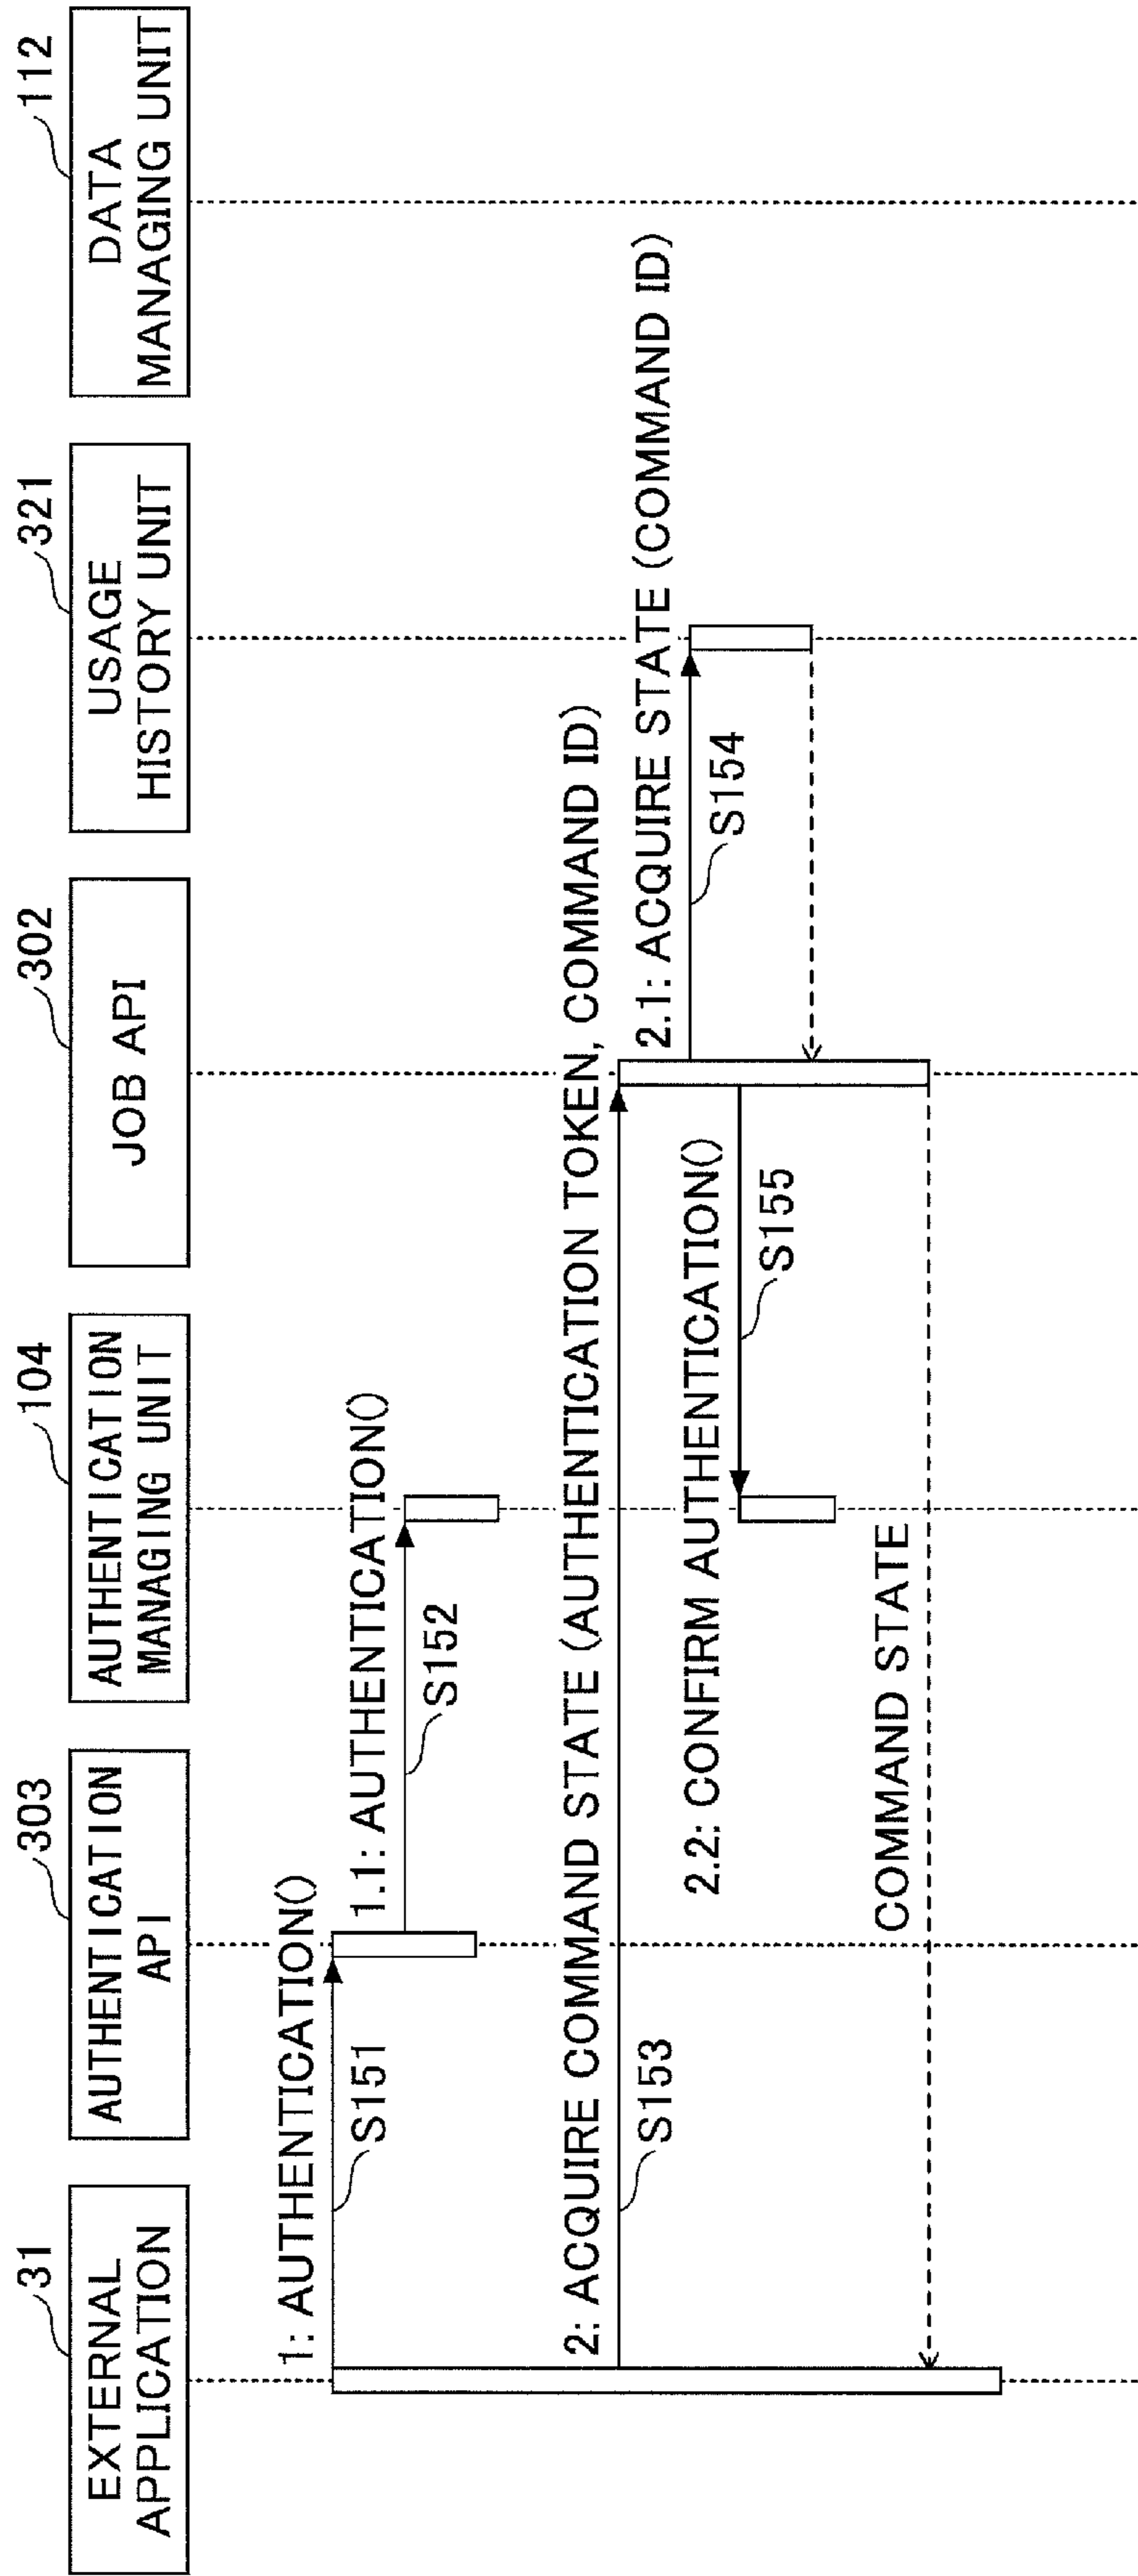 31
EXTERNAL
APPLICATION
303
AUTHENTICATION
API
104
AUTHENTICATION
MANAGING UNIT
302
JOB API
321
USAGE
HISTORY UNIT
112
DATA
MANAGING UNIT
1: AUTHENTICATION()
S151
1.1: AUTHENTICATION()
S152
2: ACQUIRE COMMAND STATE (AUTHENTICATION TOKEN, COMMAND ID)
S153
2.1: ACQUIRE STATE (COMMAND ID)
S154
2.2: CONFIRM AUTHENTICATION()
S155
COMMAND STATE